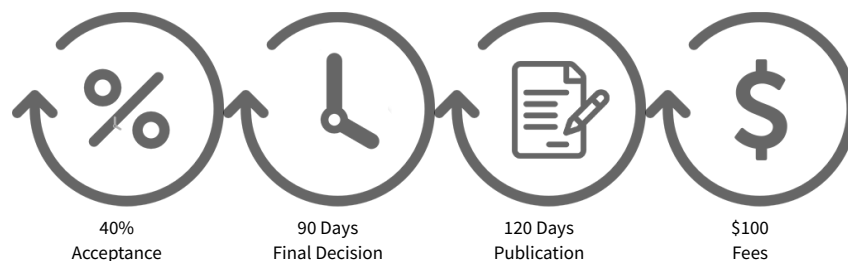 40%
Acceptance
90 Days
Final Decision
120 Days
Publication
$100
Fees